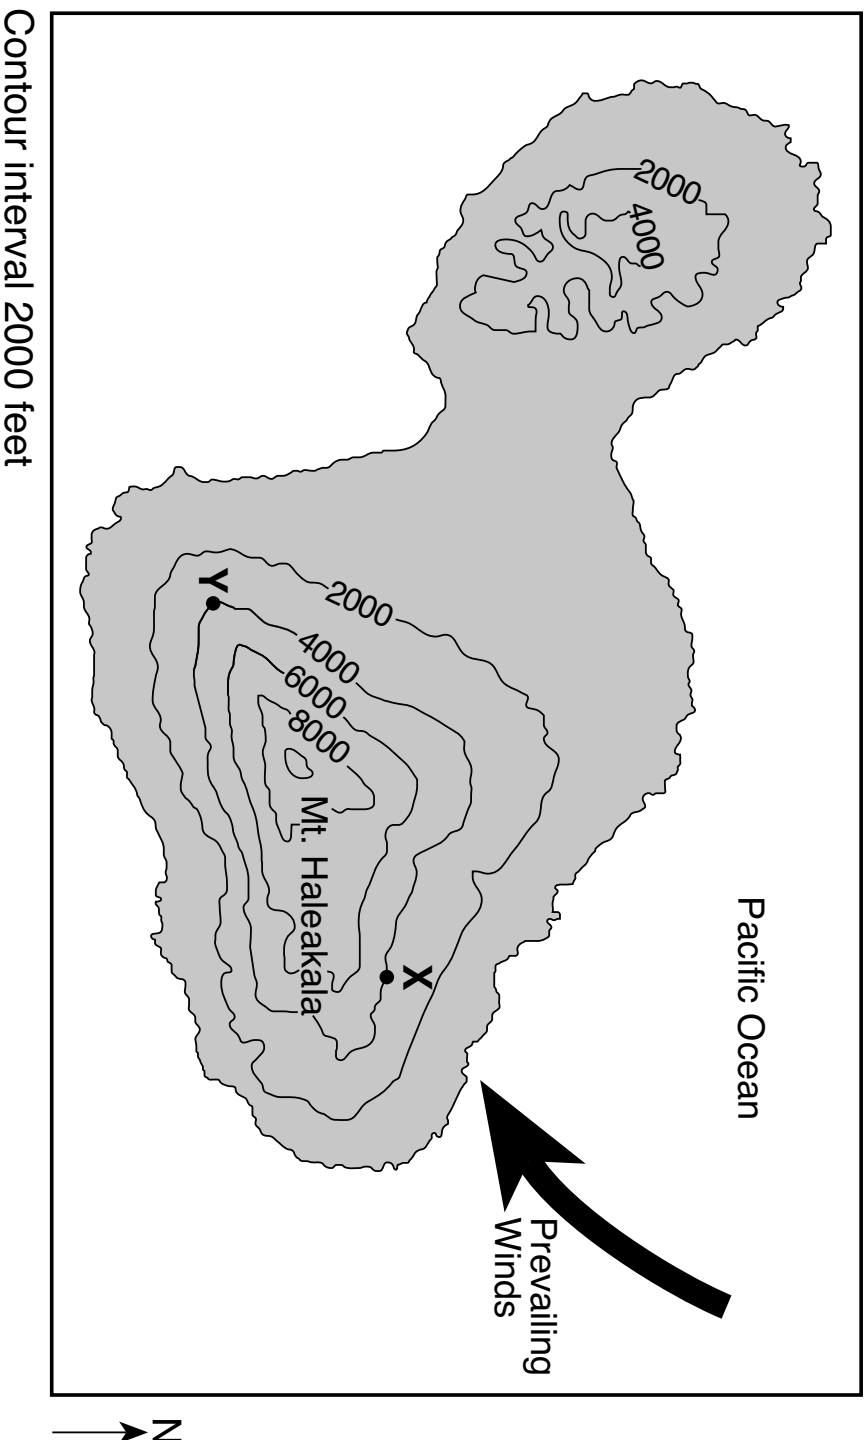 Pacific Ocean
Prevailing
Winds
2000
4000
2000
4000
6000
8000
Mt. Haleakala
X
Y
Contour interval 2000 feet
N